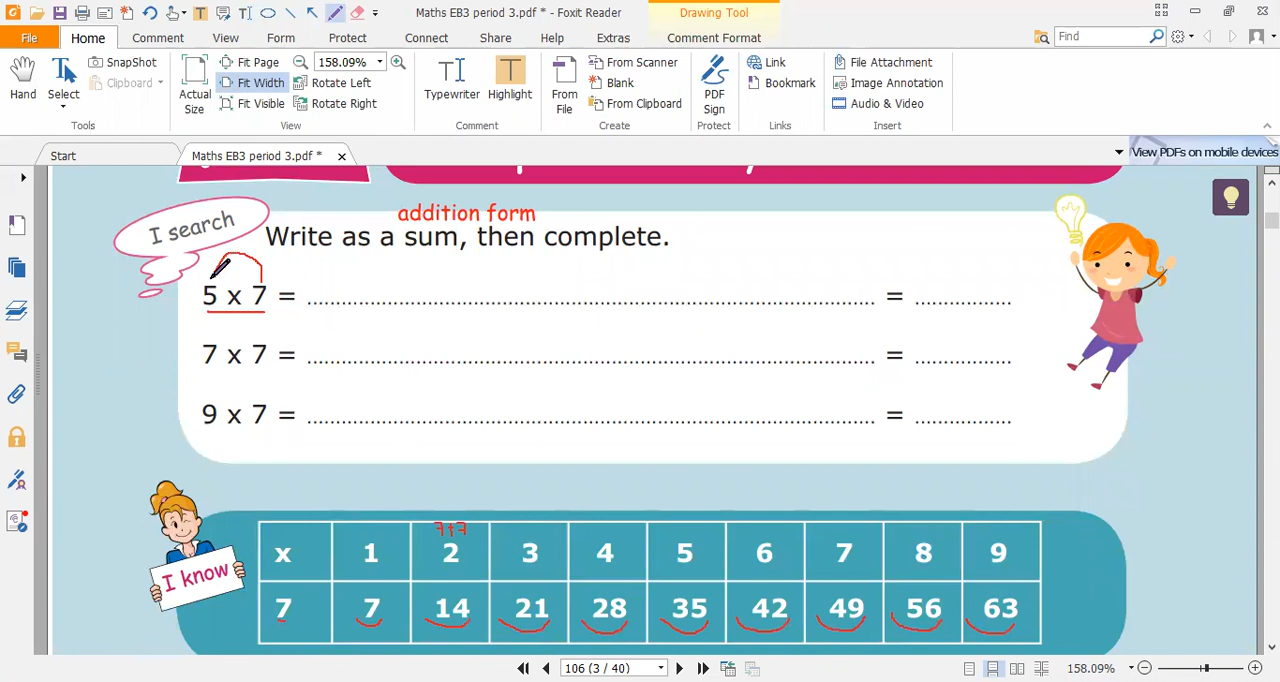 Maths EB3 period 3.pdf * - Foxit Reader
Drawing Tool
File Home Comment View Form Protect Connect Share Help Extras Comment Format Find
Hand Select SnapShot Clipboard
Actual Size Fit Page Fit Width Fit Visible 158.09% Rotate Left Rotate Right
Typewriter Highlight
From File From Scanner Blank From Clipboard
PDF Sign
Link Bookmark
File Attachment Image Annotation Audio & Video
Tools View Comment Create Protect Links Insert
Start Maths EB3 period 3.pdf * View PDFs on mobile devices
I search
addition form
Write as a sum, then complete.
5 x 7 = ........ = ........
7 x 7 = ........ = ........
9 x 7 = ........ = ........
I know
7+7
x 1 2 3 4 5 6 7 8 9
7 7 14 21 28 35 42 49 56 63
106 (3 / 40) 158.09%